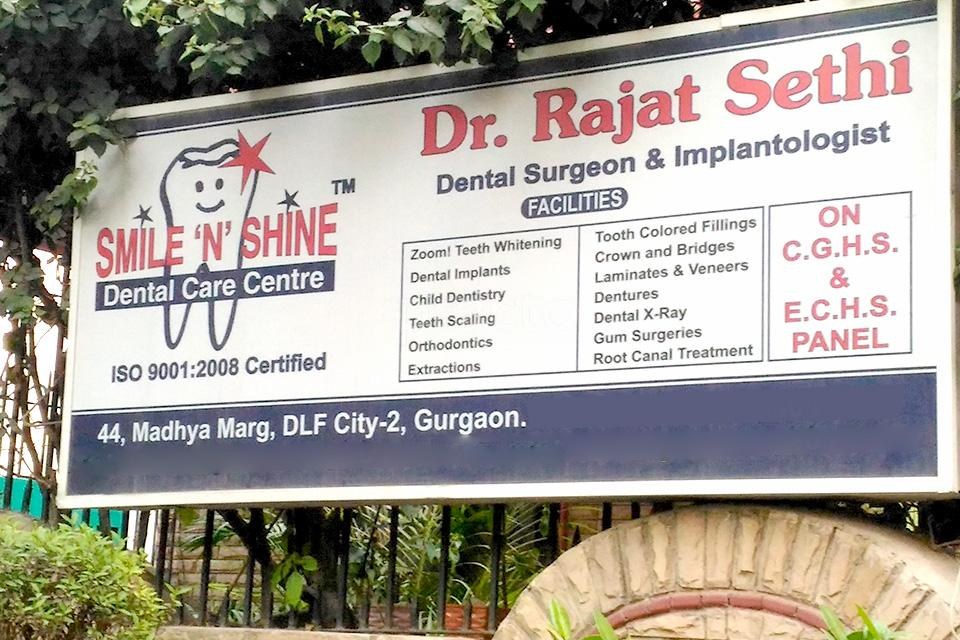 Dr. Rajat Sethi
Dental Surgeon & Implantologist
TM
SMILE 'N' SHINE
Dental Care Centre
ISO 9001:2008 Certified
FACILITIES
Zoom! Teeth Whitening
Dental Implants
Child Dentistry
Teeth Scaling
Orthodontics
Extractions
Tooth Colored Fillings
Crown and Bridges
Laminates & Veneers
Dentures
Dental X-Ray
Gum Surgeries
Root Canal Treatment
ON
C.G.H.S.
&
E.C.H.S.
PANEL
44, Madhya Marg, DLF City-2, Gurgaon.